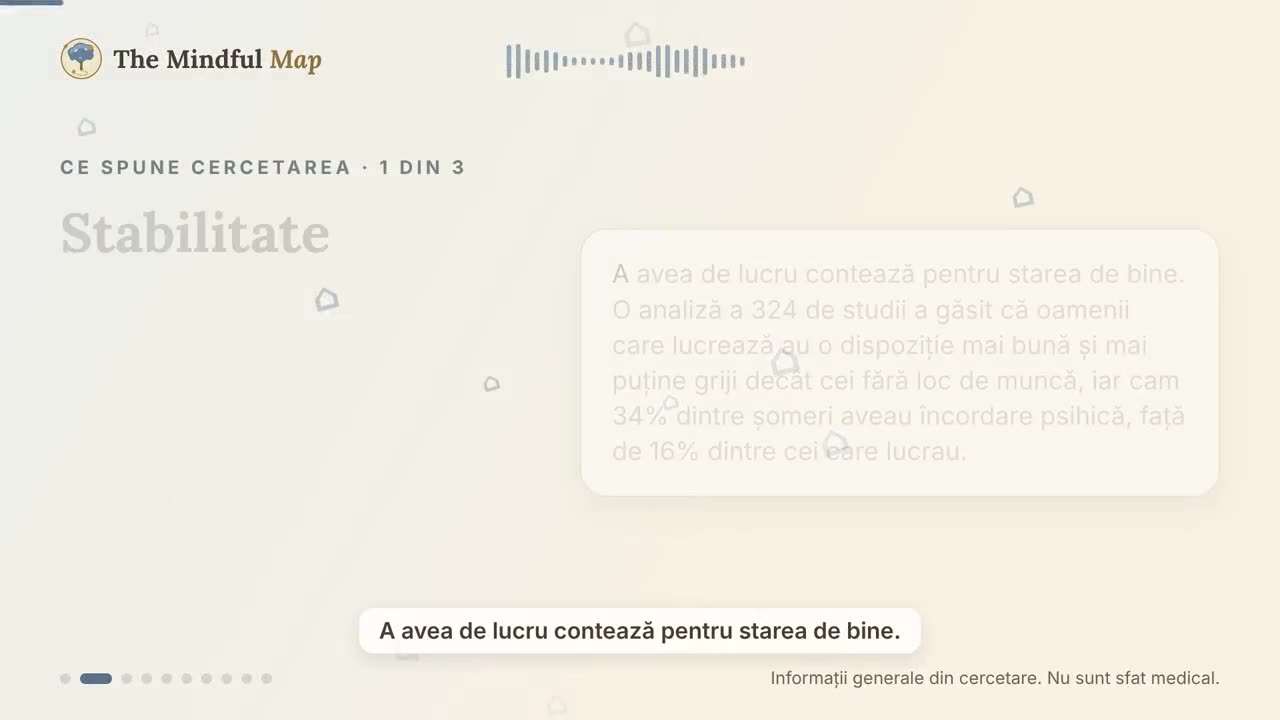 The Mindful Map
CE SPUNE CERCETAREA · 1 DIN 3
Stabilitate
A avea de lucru contează pentru starea de bine.
O analiză a 324 de studii a găsit că oamenii
care lucrează au o dispoziție mai bună și mai
puține griji decât cei fără loc de muncă, iar cam
34% dintre șomeri aveau încordare psihică, față
de 16% dintre cei care lucrau.
A avea de lucru contează pentru starea de bine.
Informații generale din cercetare. Nu sunt sfat medical.